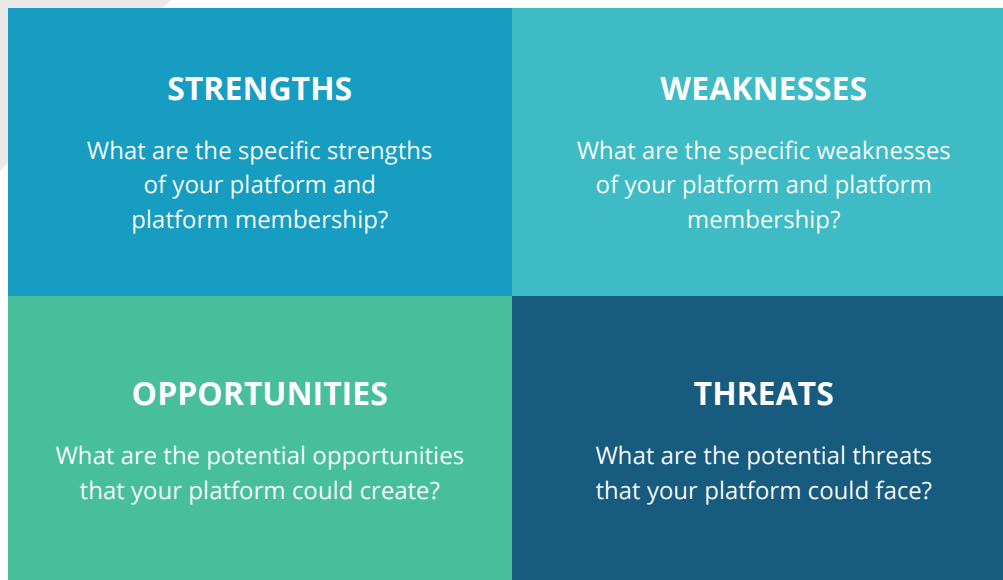 STRENGTHS
What are the specific strengths
of your platform and
platform membership?
WEAKNESSES
What are the specific weaknesses
of your platform and platform
membership?
OPPORTUNITIES
What are the potential opportunities
that your platform could create?
THREATS
What are the potential threats
that your platform could face?